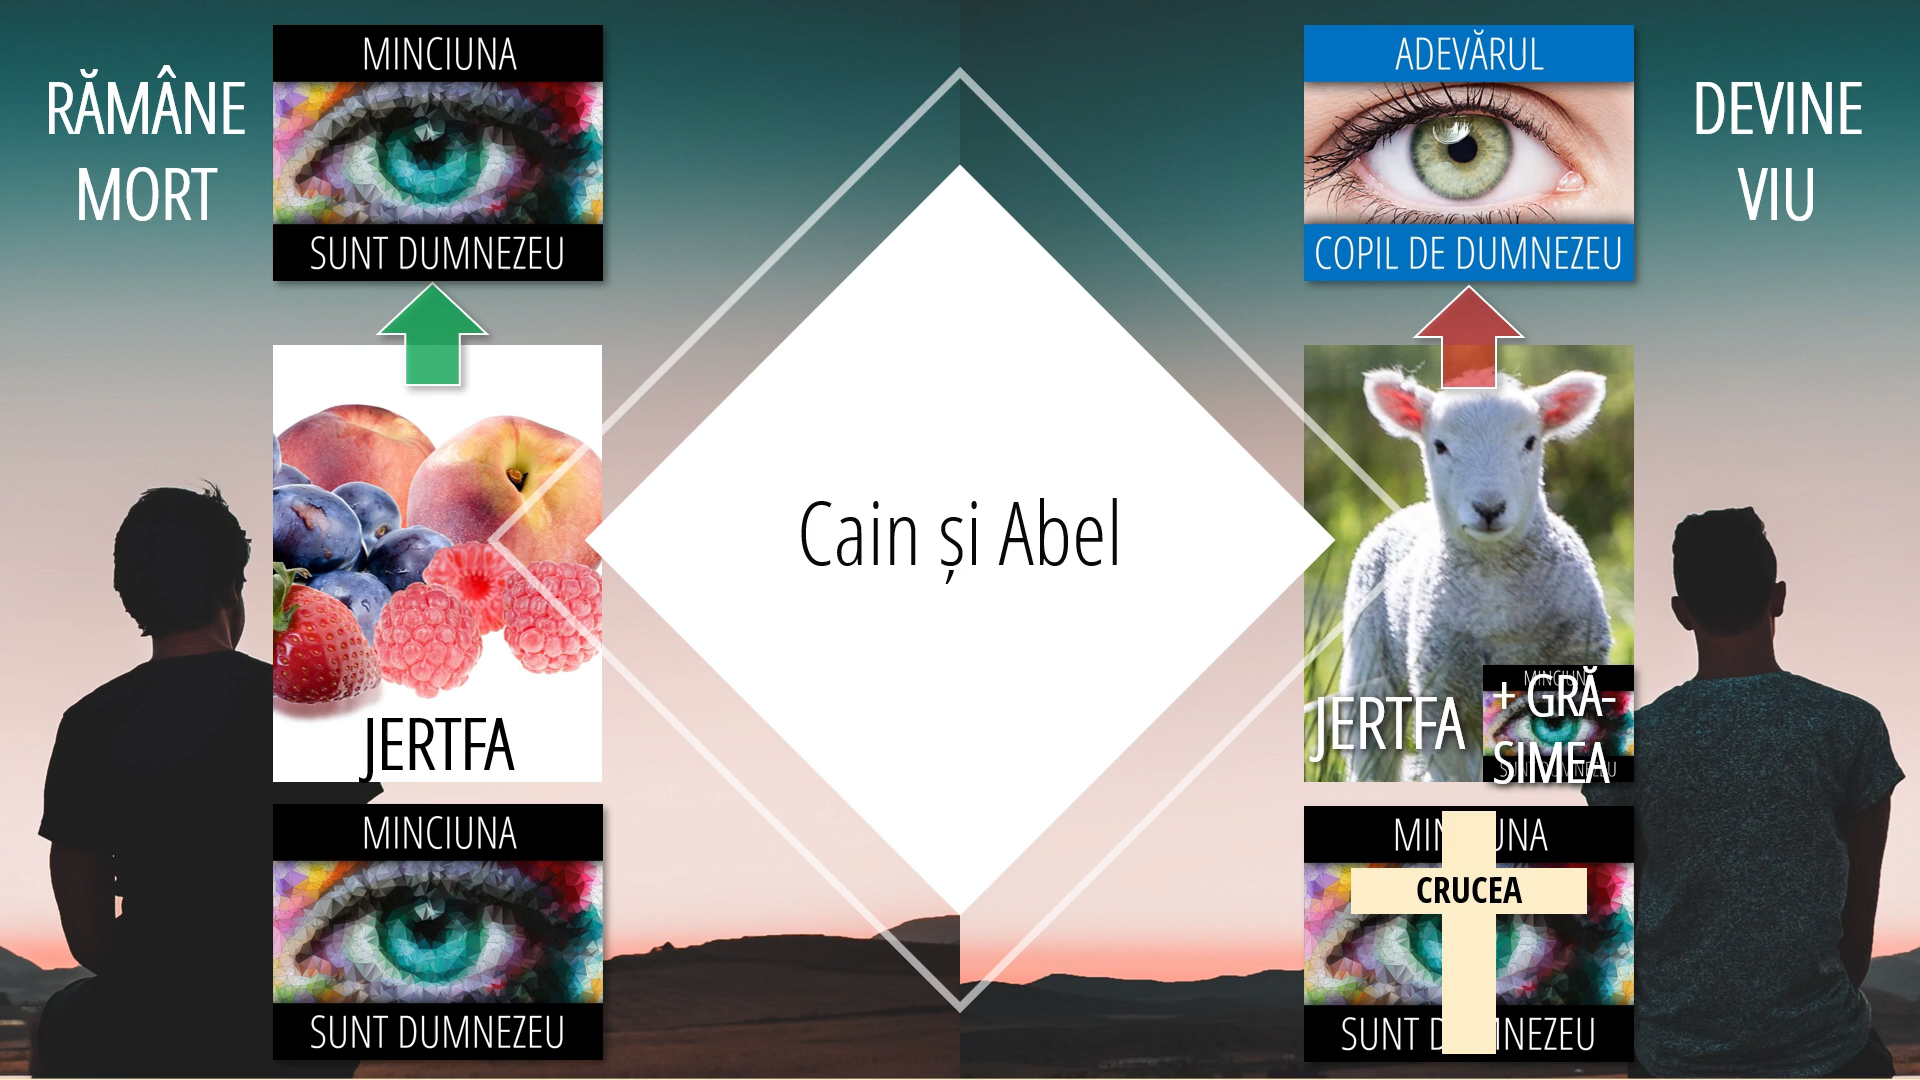 RĂMÂNE
MORT
MINCIUNA
SUNT DUMNEZEU
JERTFA
MINCIUNA
SUNT DUMNEZEU
Cain și Abel
ADEVĂRUL
COPIL DE DUMNEZEU
DEVINE
VIU
JERTFA
+ GRĂ-
SIMEA
CRUCEA